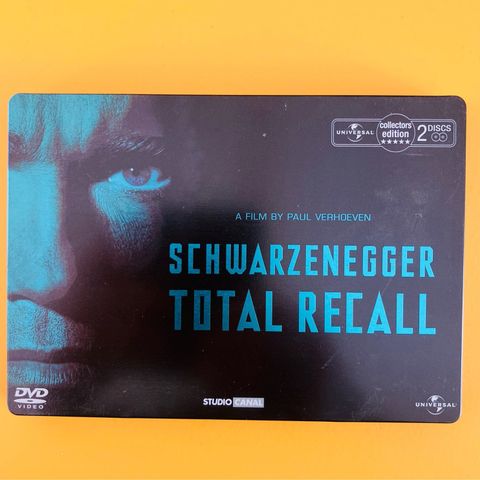 UNIVERSAL
collectors
edition
★★★★★
2 DISCS
A FILM BY PAUL VERHOEVEN
SCHWARZENEGGER
TOTAL RECALL
DVD
VIDEO
STUDIO CANAL
UNIVERSAL